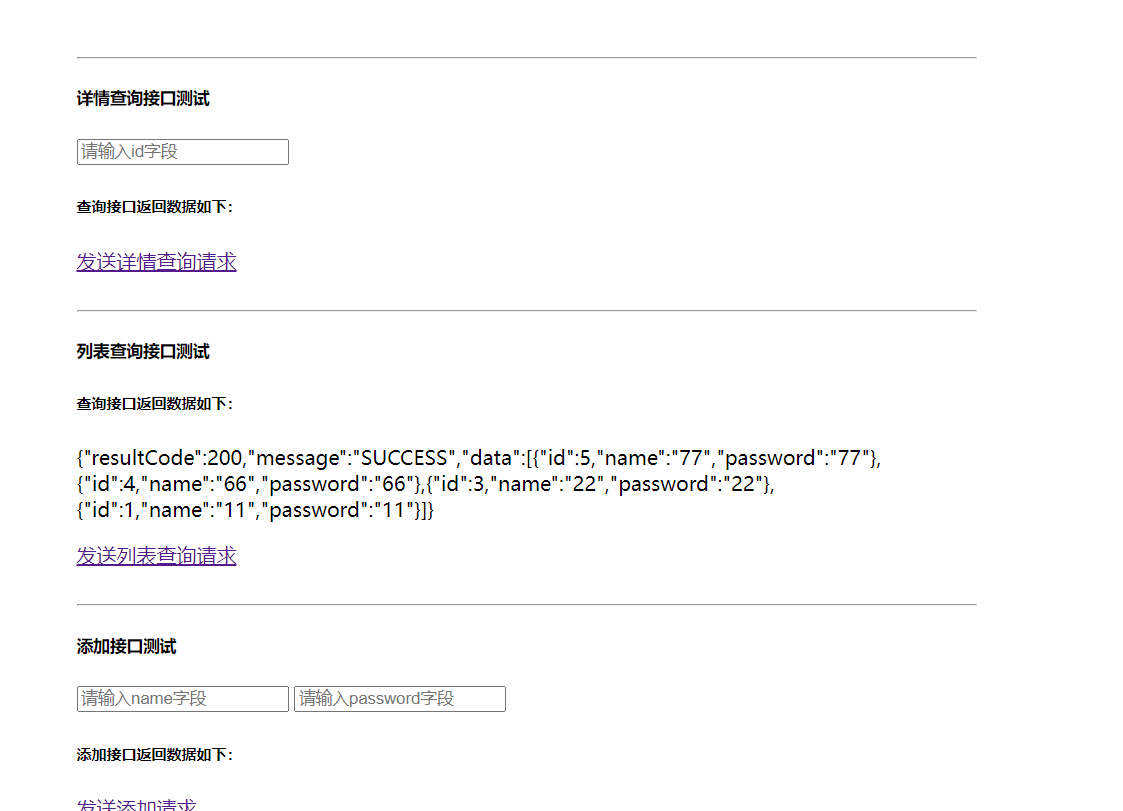 详情查询接口测试
请输入id字段
查询接口返回数据如下：
发送详情查询请求
列表查询接口测试
查询接口返回数据如下：
{"resultCode":200,"message":"SUCCESS","data":[{"id":5,"name":"77","password":"77"},
{"id":4,"name":"66","password":"66"},{"id":3,"name":"22","password":"22"},
{"id":1,"name":"11","password":"11"}]}
发送列表查询请求
添加接口测试
请输入name字段 请输入password字段
添加接口返回数据如下：
发送添加请求